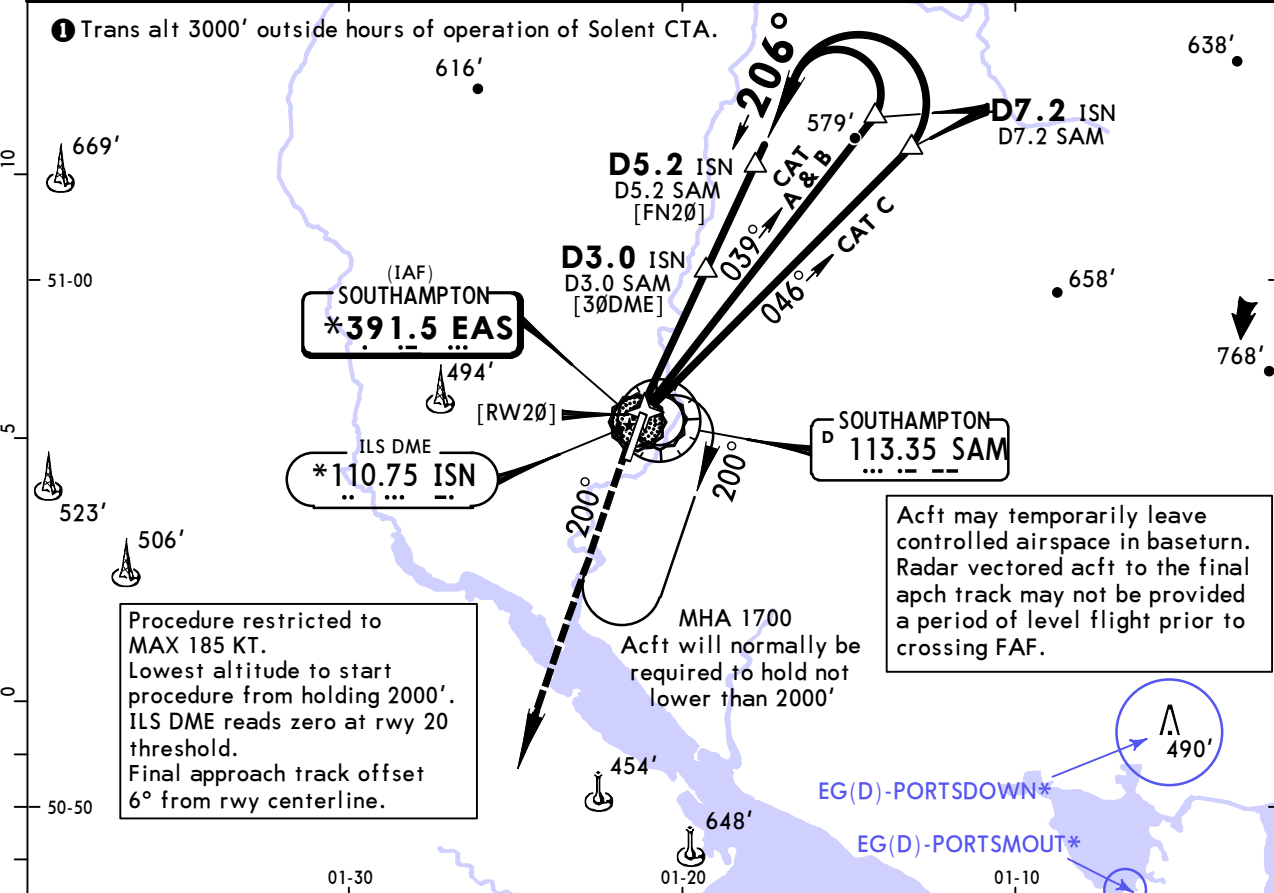 ❶ Trans alt 3000' outside hours of operation of Solent CTA.
616'
638'
669'
206°
579'
D7.2 ISN
D7.2 SAM
10
D5.2 ISN
D5.2 SAM
[FN2Ø]
CAT
A & B
039°
CAT C
046°
D3.0 ISN
D3.0 SAM
[3ØDME]
51-00
(IAF)
SOUTHAMPTON
*391.5 EAS
658'
768'
494'
[RW2Ø]
SOUTHAMPTON
D 113.35 SAM
5
ILS DME
*110.75 ISN
200°
200°
523'
506'
Acft may temporarily leave
controlled airspace in baseturn.
Radar vectored acft to the final
apch track may not be provided
a period of level flight prior to
crossing FAF.
Procedure restricted to
MAX 185 KT.
Lowest altitude to start
procedure from holding 2000'.
ILS DME reads zero at rwy 20
threshold.
Final approach track offset
6° from rwy centerline.
MHA 1700
Acft will normally be
required to hold not
lower than 2000'
0
490'
454'
EG(D)-PORTSDOWN*
50-50
648'
EG(D)-PORTSMOUT*
01-30
01-20
01-10